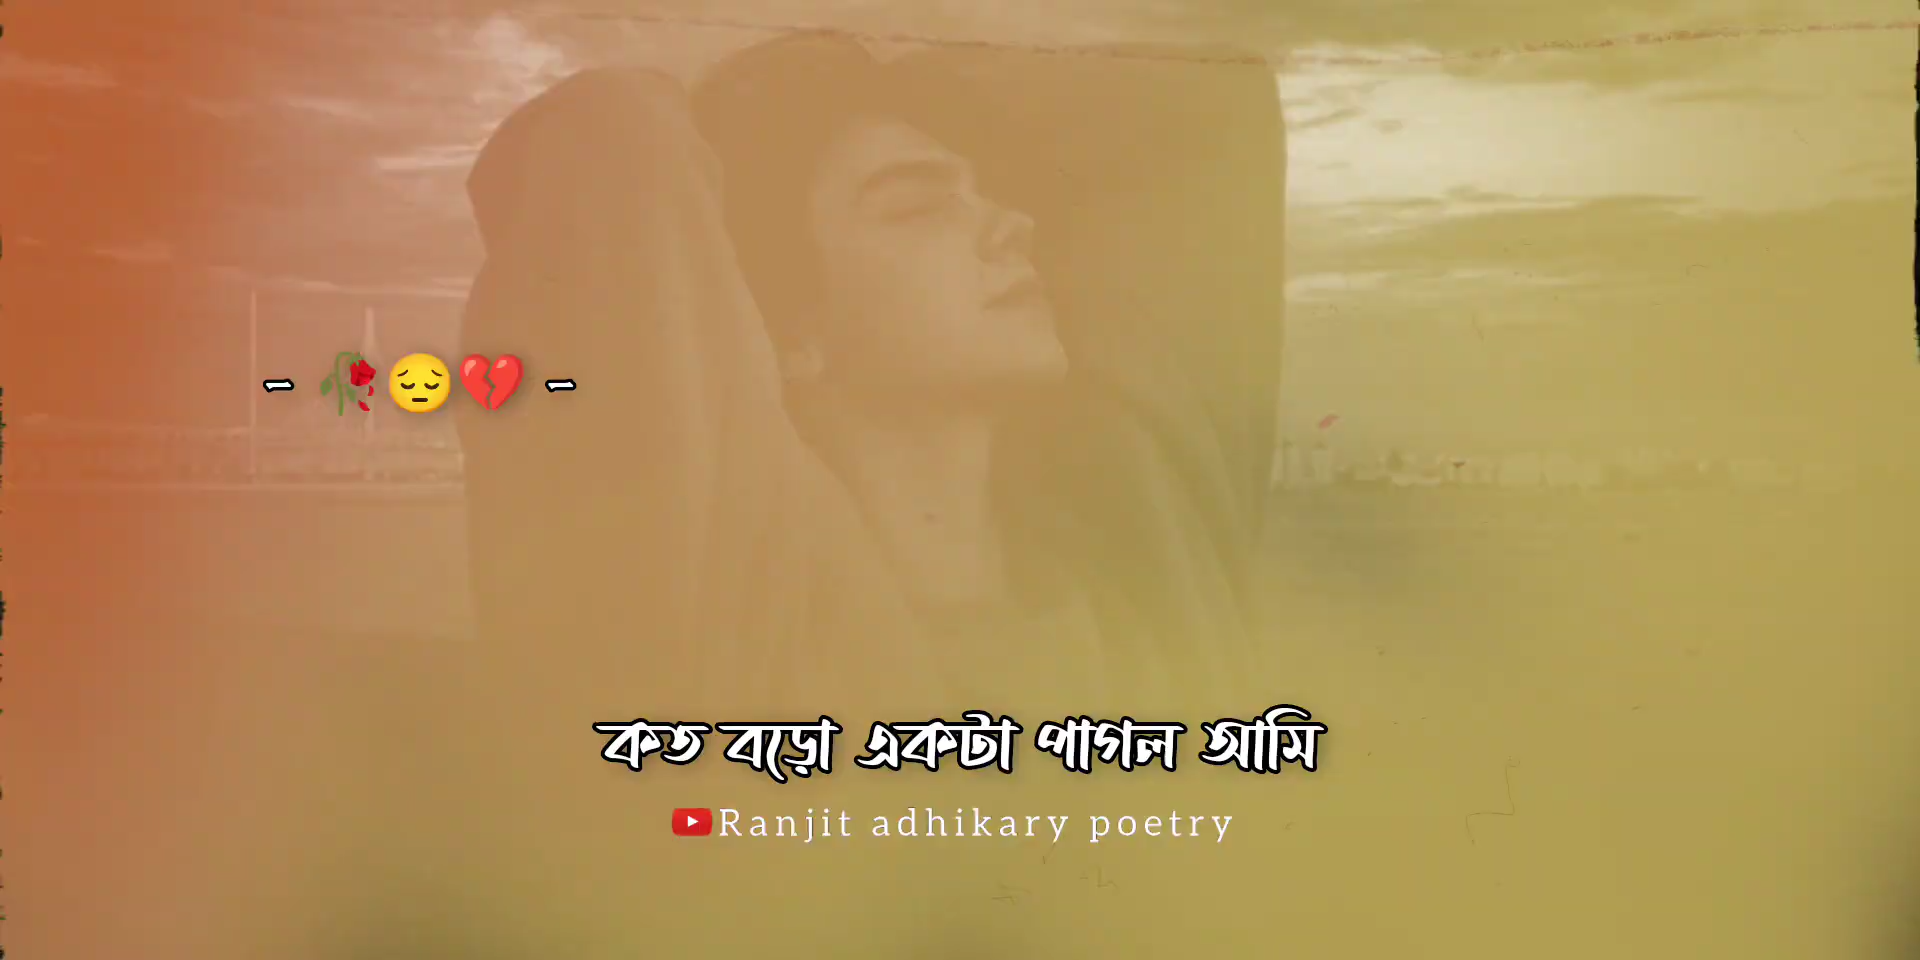 - 🥀😔💔 -
কত বড়ো একটা পাগল আমি
Ranjit adhikary poetry